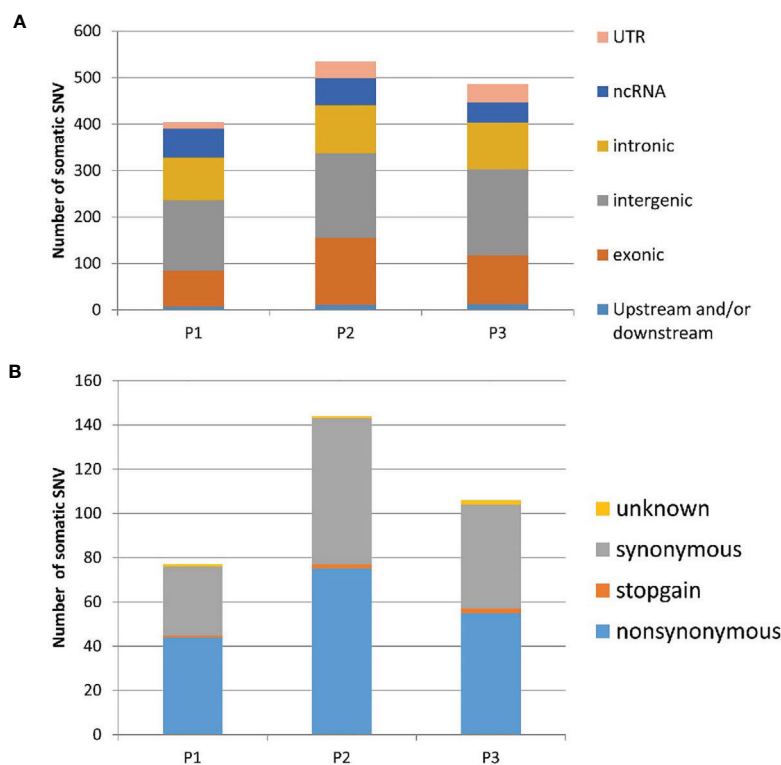 A
Number of somatic SNV
600
500
400
300
200
100
0
P1
P2
P3
UTR
ncRNA
intronic
intergenic
exonic
Upstream and/or
downstream
B
Number of somatic SNV
160
140
120
100
80
60
40
20
0
P1
P2
P3
unknown
synonymous
stopgain
nonsynonymous